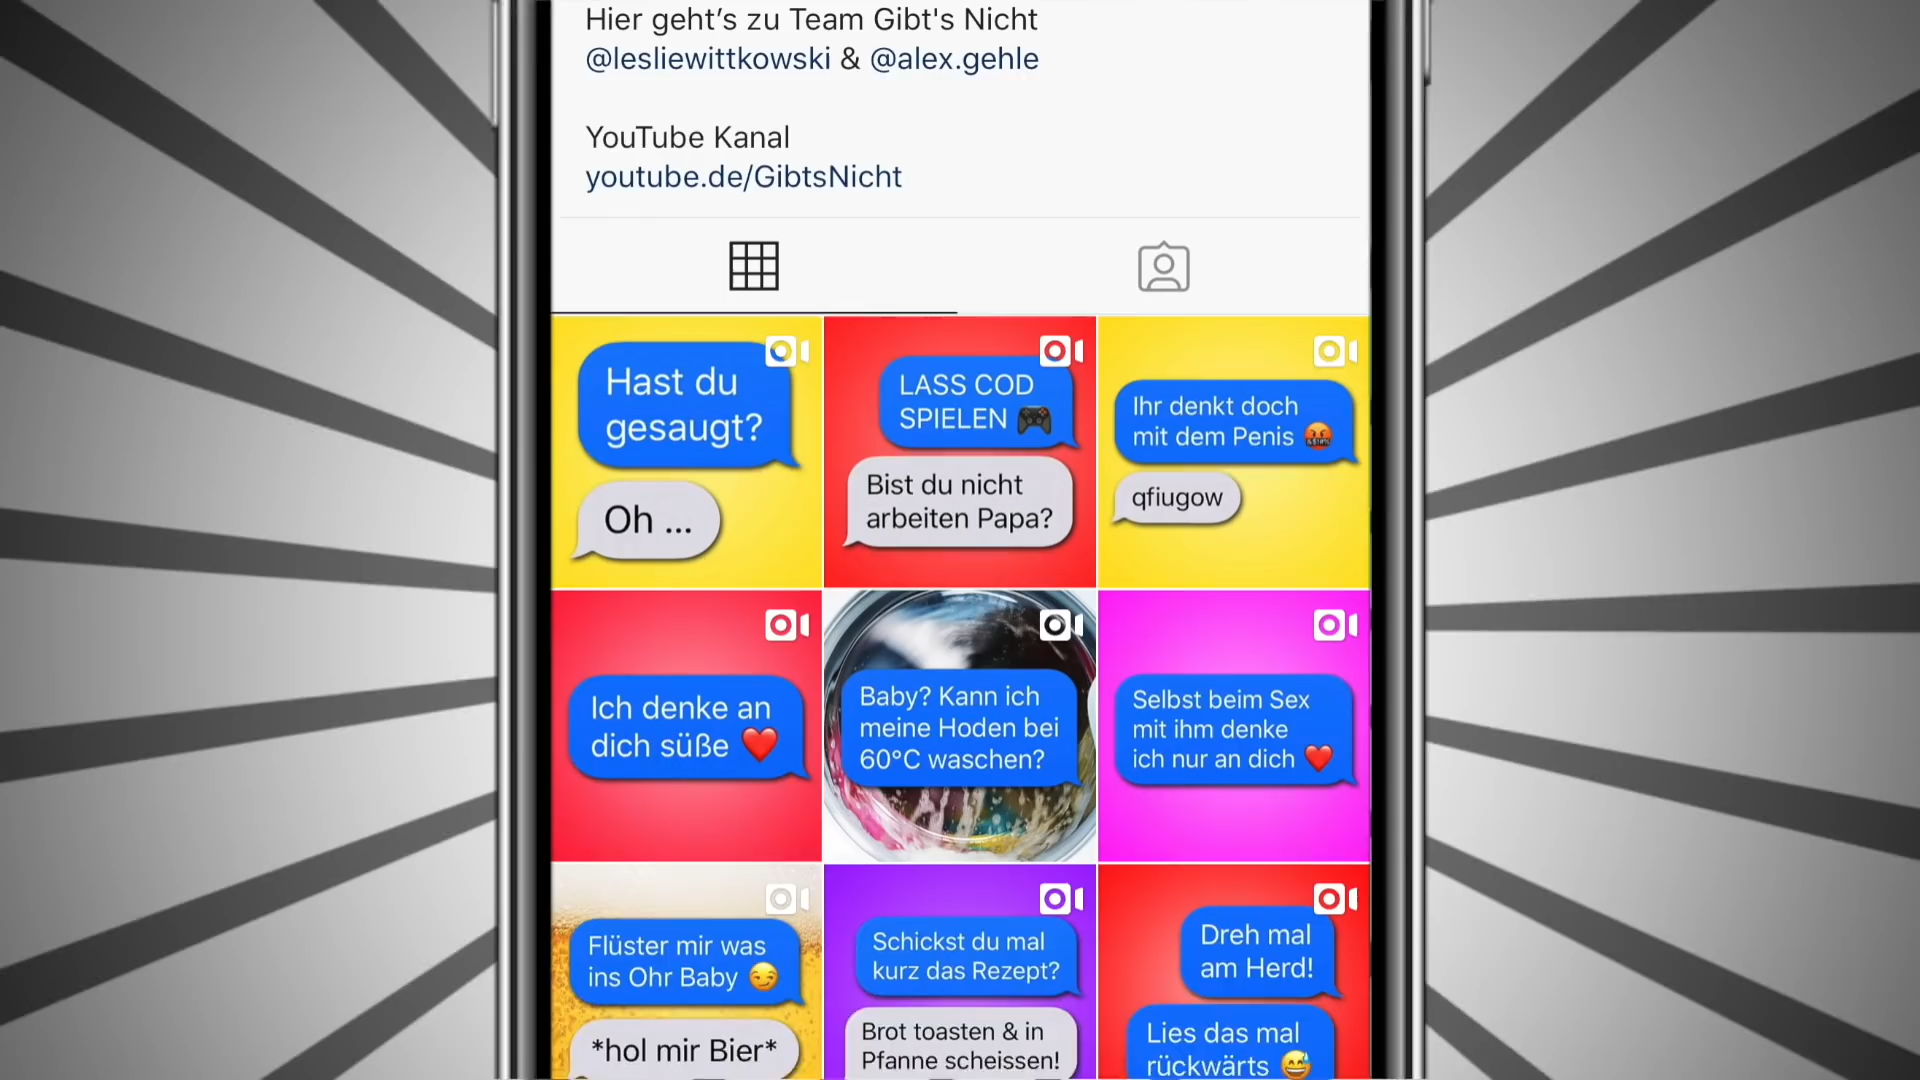 Hier geht’s zu Team Gibt's Nicht
@lesliewittkowski & @alex.gehle
YouTube Kanal
youtube.de/GibtsNicht
Hast du
gesaugt?
Oh ...
LASS COD
SPIELEN 🎮
Bist du nicht
arbeiten Papa?
Ihr denkt doch
mit dem Penis 🤬
qfiugow
Ich denke an
dich süße ❤️
Baby? Kann ich
meine Hoden bei
60°C waschen?
Selbst beim Sex
mit ihm denke
ich nur an dich ❤️
Flüster mir was
ins Ohr Baby 😏
*hol mir Bier*
Schickst du mal
kurz das Rezept?
Brot toasten & in
Pfanne scheissen!
Dreh mal
am Herd!
Lies das mal
rückwärts 😅